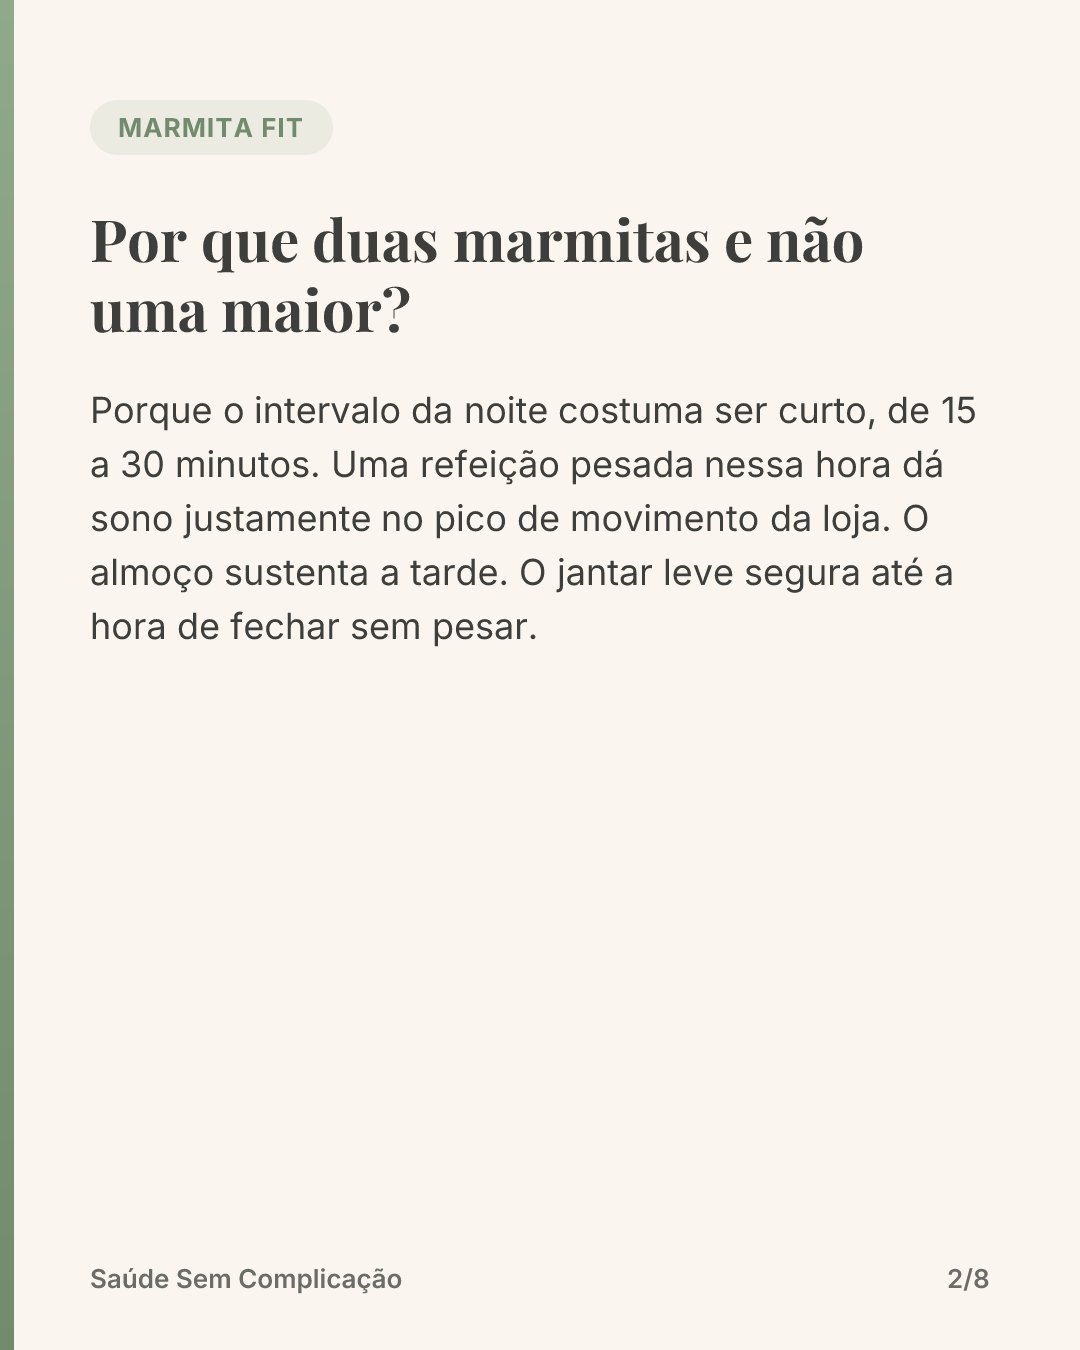 MARMITA FIT
Por que duas marmitas e não
uma maior?
Porque o intervalo da noite costuma ser curto, de 15
a 30 minutos. Uma refeição pesada nessa hora dá
sono justamente no pico de movimento da loja. O
almoço sustenta a tarde. O jantar leve segura até a
hora de fechar sem pesar.
Saúde Sem Complicação
2/8